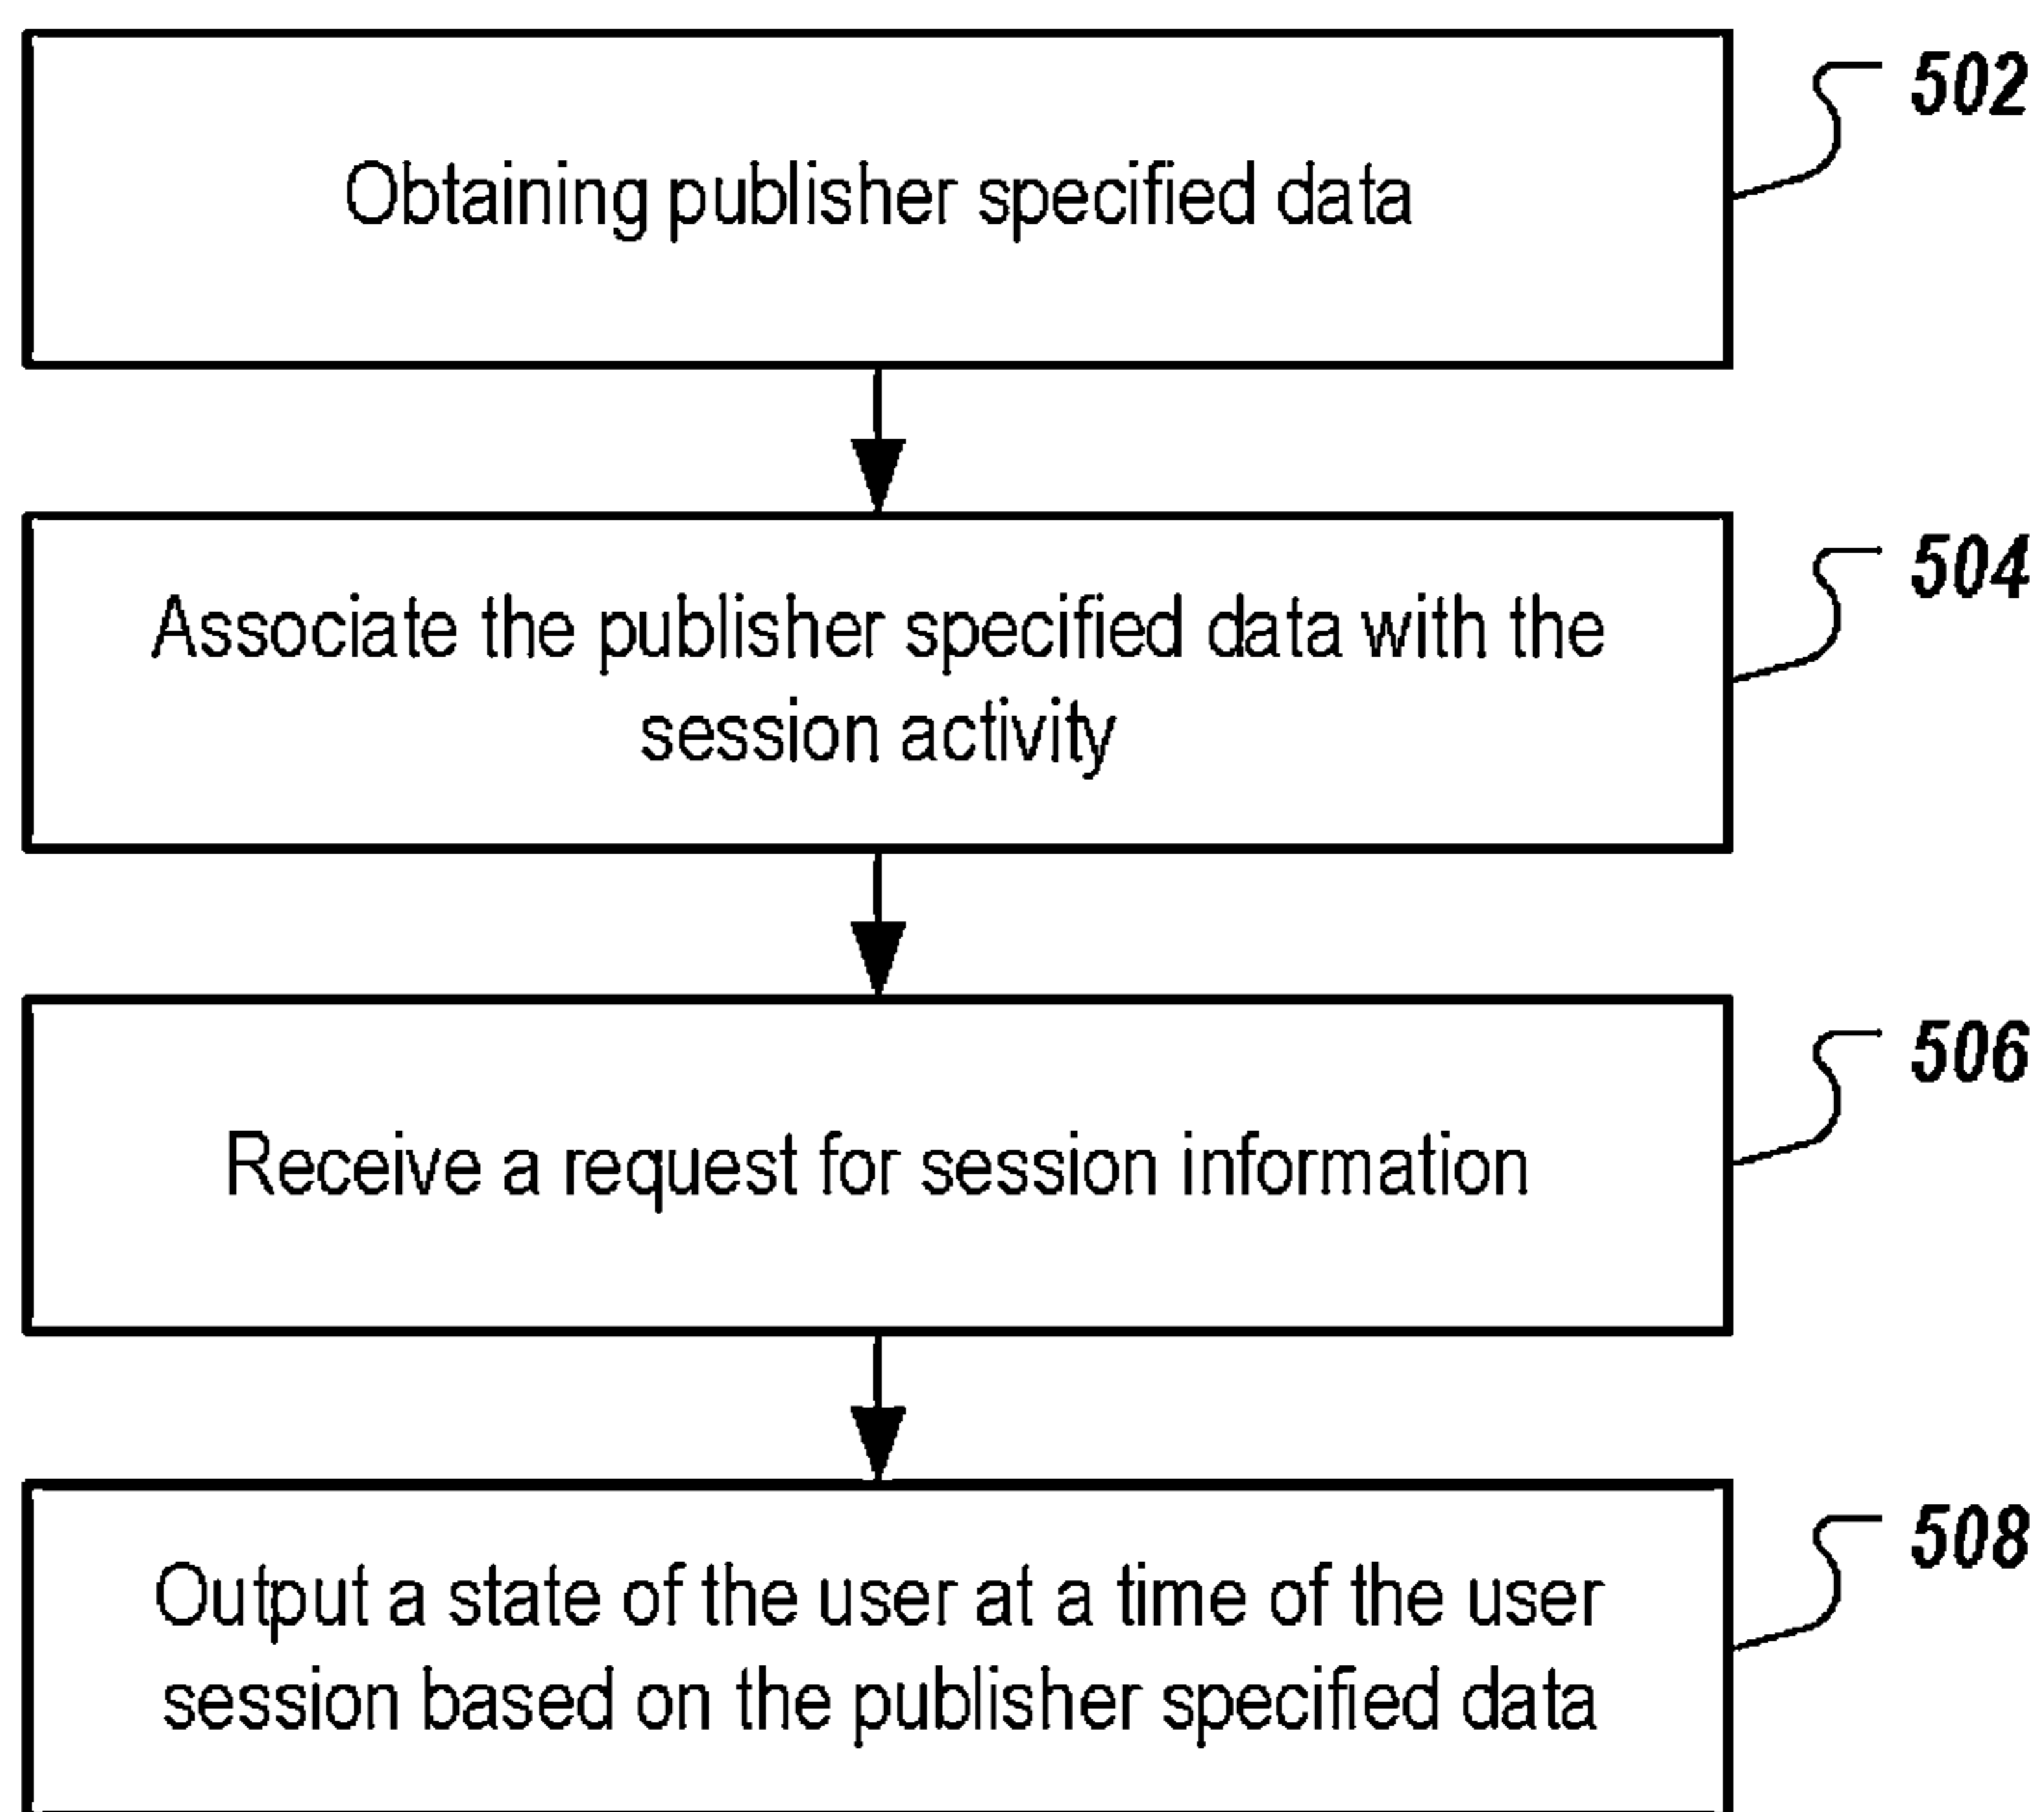 502
Obtaining publisher specified data
504
Associate the publisher specified data with the
session activity
506
Receive a request for session information
508
Output a state of the user at a time of the user
session based on the publisher specified data